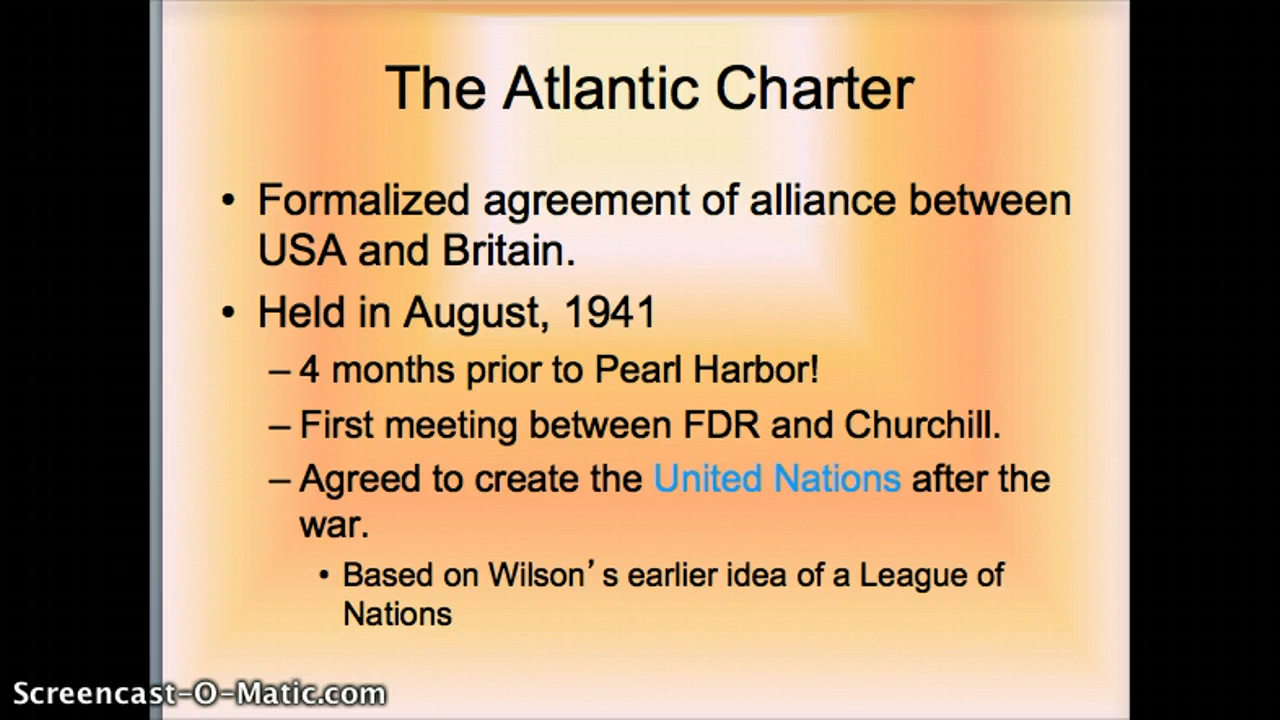 The Atlantic Charter
• Formalized agreement of alliance between
USA and Britain.
• Held in August, 1941
– 4 months prior to Pearl Harbor!
– First meeting between FDR and Churchill.
– Agreed to create the United Nations after the
war.
• Based on Wilson’s earlier idea of a League of
Nations
Screencast-O-Matic.com